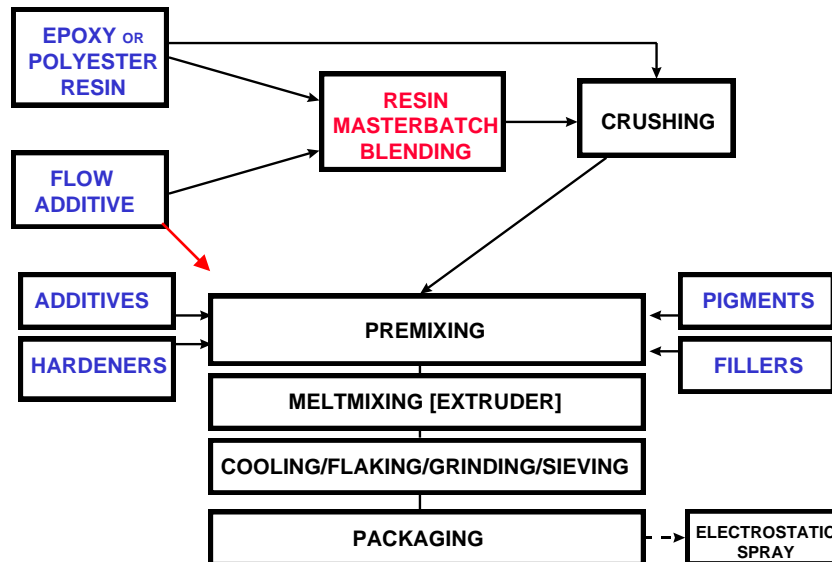 EPOXY OR
POLYESTER
RESIN
RESIN
MASTERBATCH
BLENDING
CRUSHING
FLOW
ADDITIVE
ADDITIVES
HARDENERS
PREMIXING
PIGMENTS
FILLERS
MELTMIXING [EXTRUDER]
COOLING/FLAKING/GRINDING/SIEVING
PACKAGING
ELECTROSTATIC
SPRAY